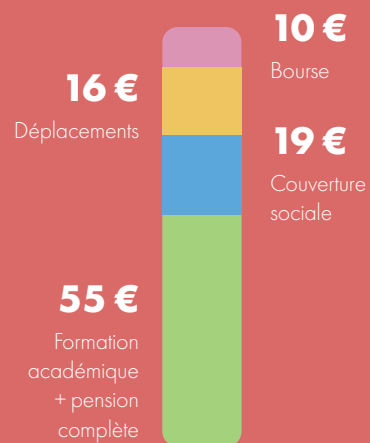 10 €
Bourse
16 €
Déplacements
19 €
Couverture
sociale
55 €
Formation
académique
+ pension
complète